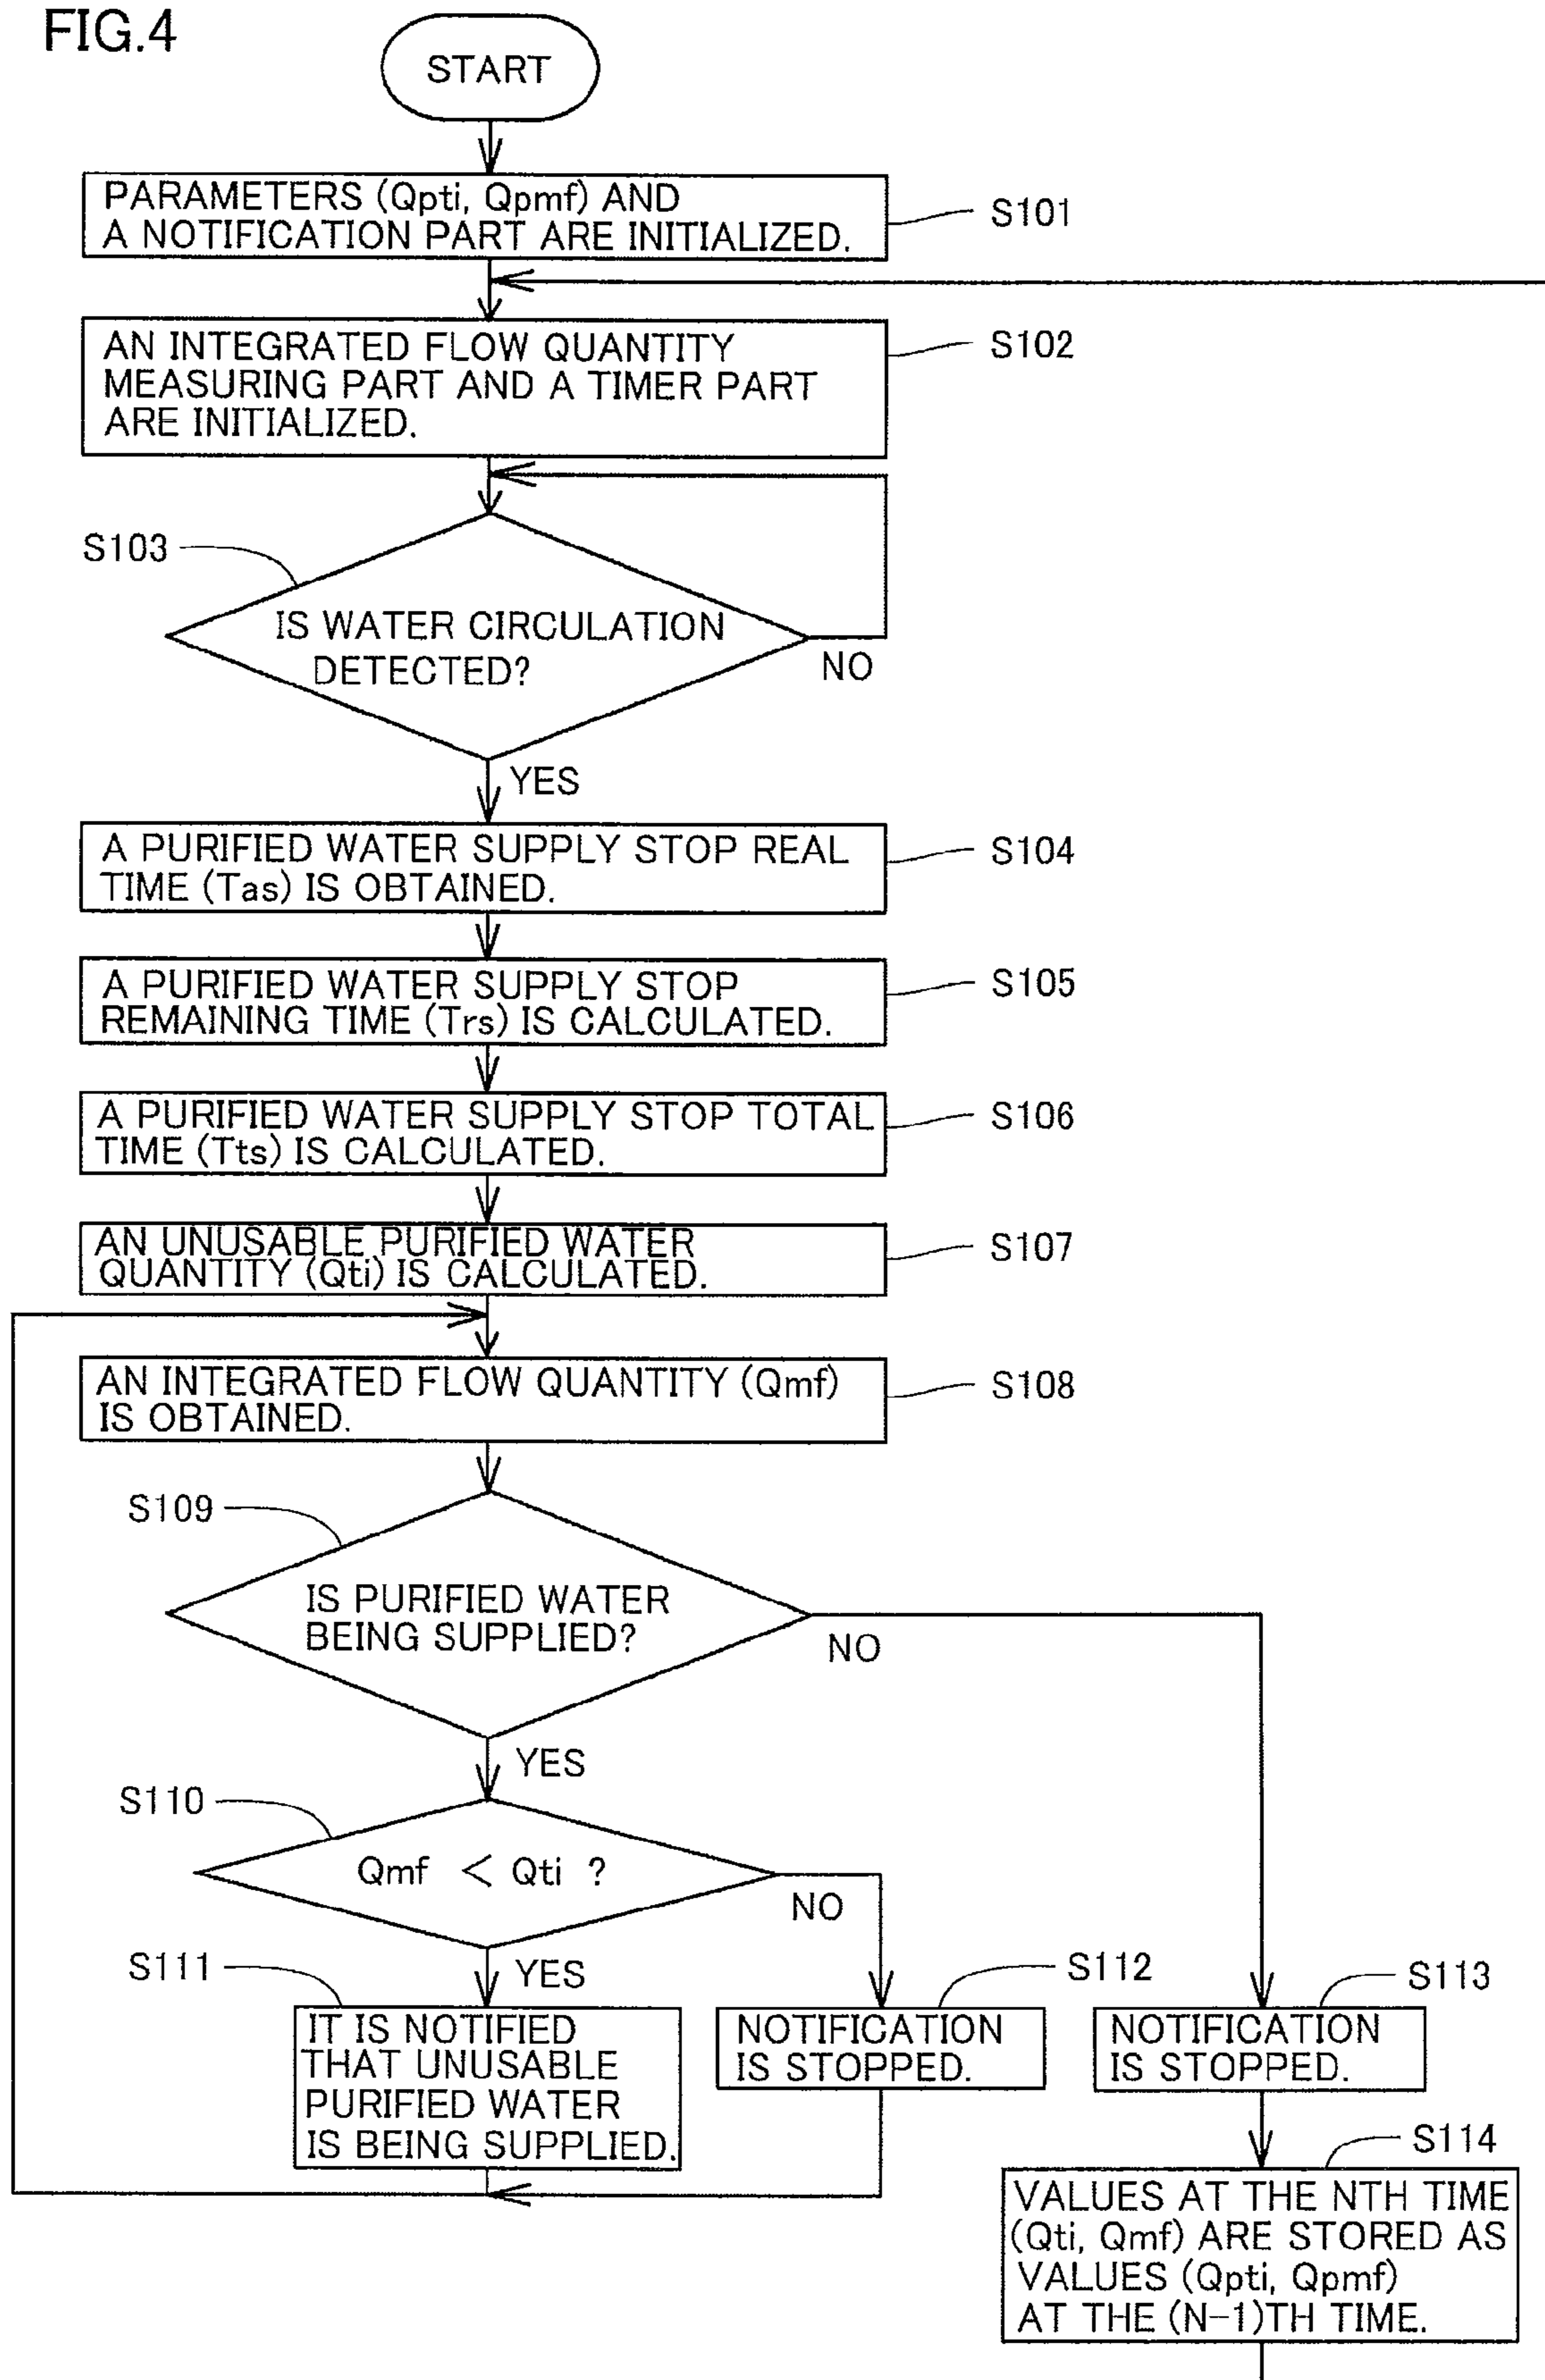 FIG.4
START
PARAMETERS (Qpti, Qpmf) AND
A NOTIFICATION PART ARE INITIALIZED.
S101
AN INTEGRATED FLOW QUANTITY
MEASURING PART AND A TIMER PART
ARE INITIALIZED.
S102
S103
IS WATER CIRCULATION
DETECTED?
NO
YES
A PURIFIED WATER SUPPLY STOP REAL
TIME (Tas) IS OBTAINED.
S104
A PURIFIED WATER SUPPLY STOP
REMAINING TIME (Trs) IS CALCULATED.
S105
A PURIFIED WATER SUPPLY STOP TOTAL
TIME (Tts) IS CALCULATED.
S106
AN UNUSABLE PURIFIED WATER
QUANTITY (Qti) IS CALCULATED.
S107
AN INTEGRATED FLOW QUANTITY (Qmf)
IS OBTAINED.
S108
S109
IS PURIFIED WATER
BEING SUPPLIED?
NO
YES
S110
Qmf < Qti ?
NO
YES
S111
IT IS NOTIFIED
THAT UNUSABLE
PURIFIED WATER
IS BEING SUPPLIED.
S112
NOTIFICATION
IS STOPPED.
S113
NOTIFICATION
IS STOPPED.
S114
VALUES AT THE NTH TIME
(Qti, Qmf) ARE STORED AS
VALUES (Qpti, Qpmf)
AT THE (N-1)TH TIME.